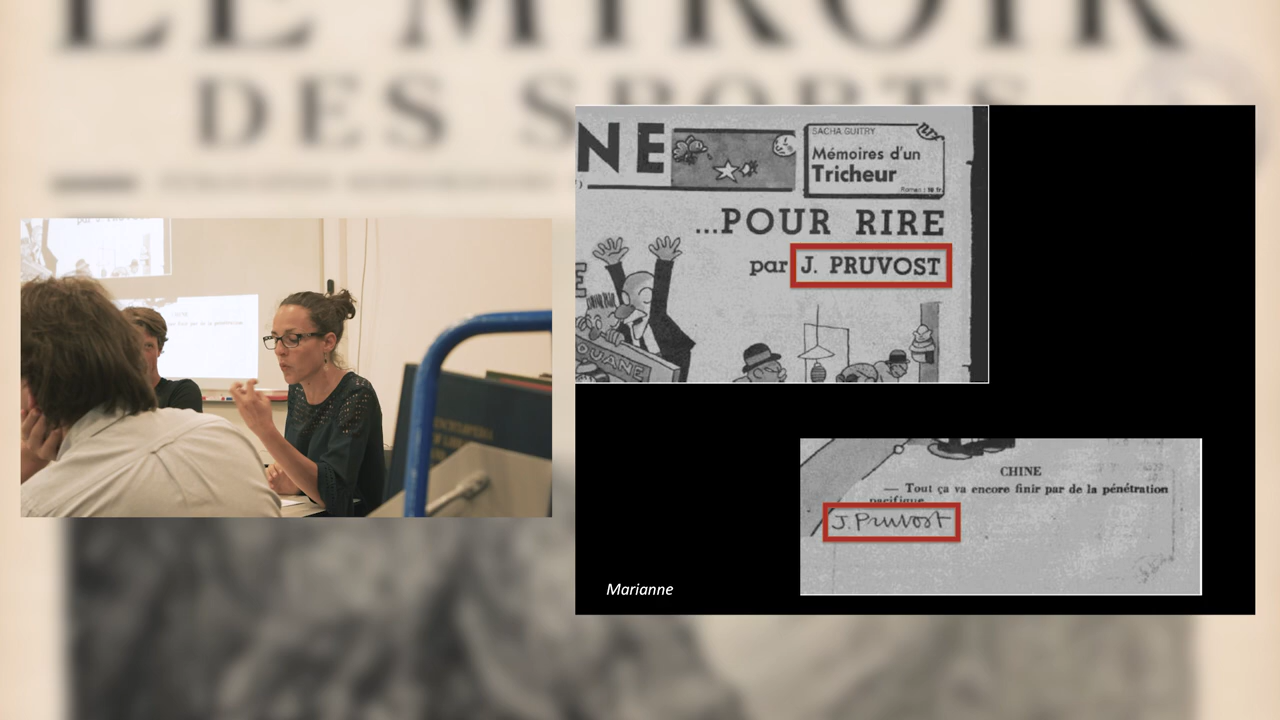 LE MIROIR
DES SPORTS
NE
SACHA GUITRY
Mémoires d'un
Tricheur
...POUR RIRE
par J. PRUVOST
OUANE
CHINE
— Tout ça va encore finir par de la pénétration
pacifique.
J. Pruvost
Marianne